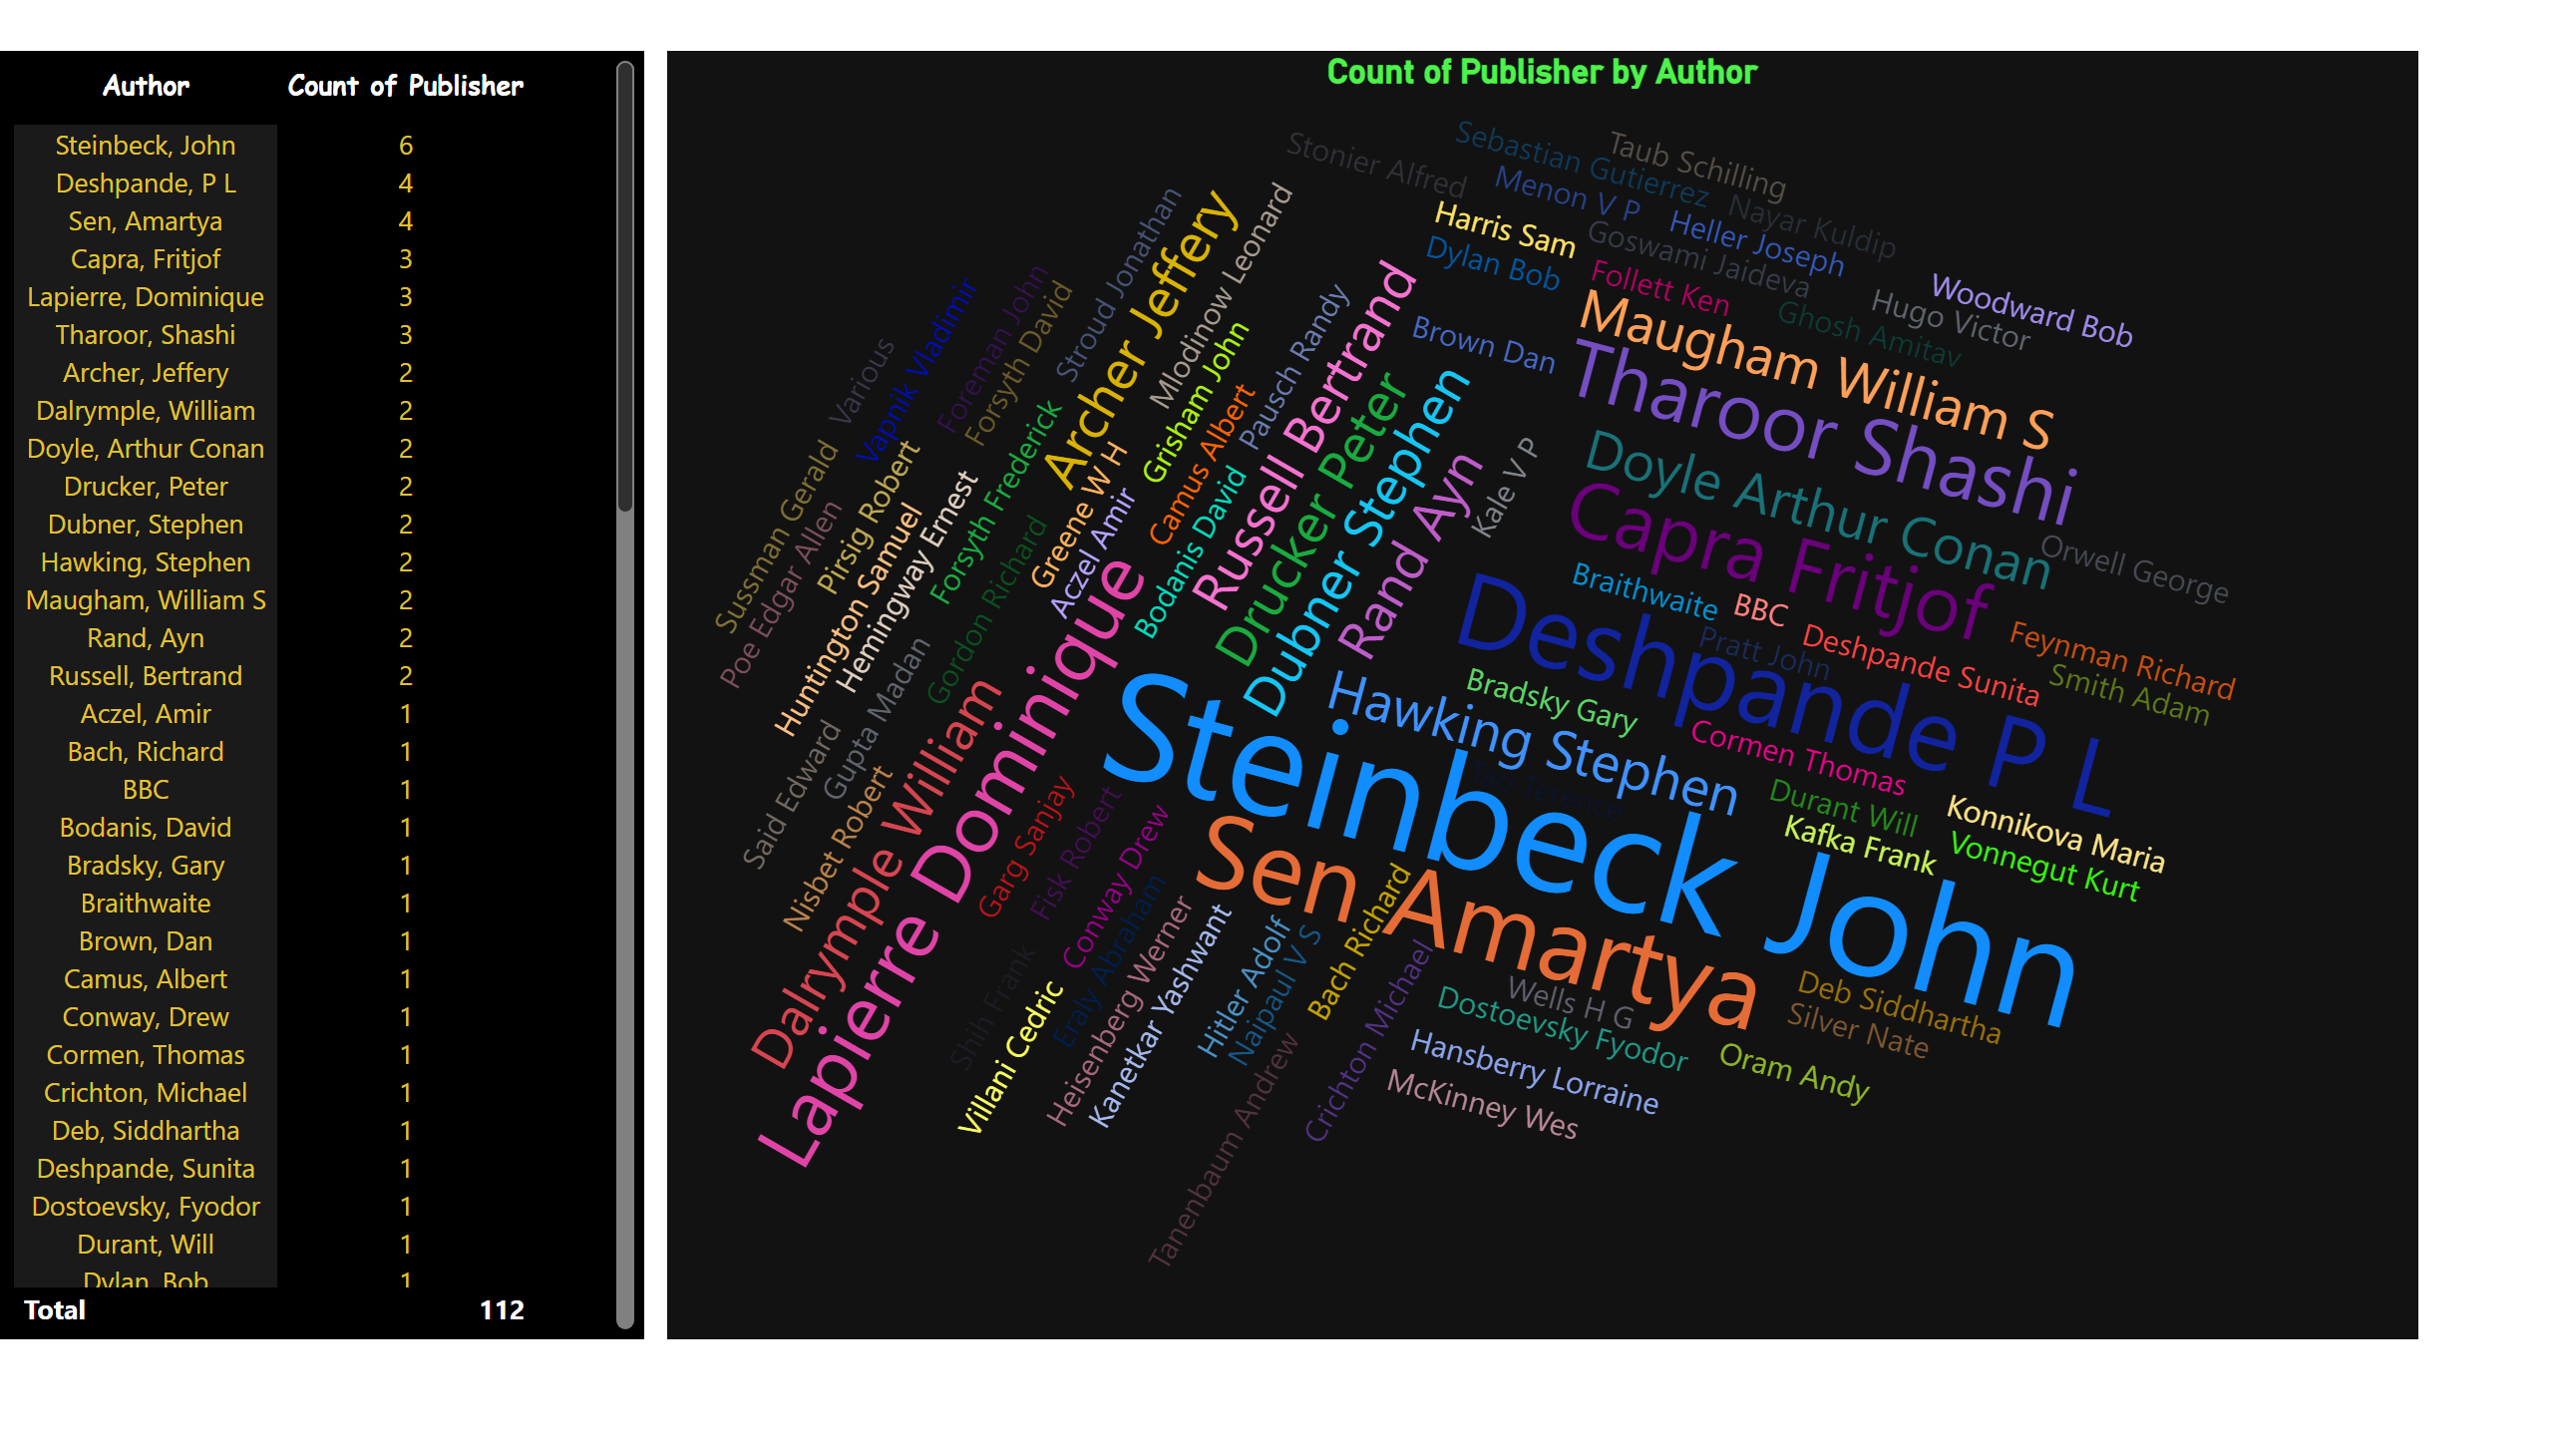 Author Count of Publisher
Steinbeck, John 6
Deshpande, P L 4
Sen, Amartya 4
Capra, Fritjof 3
Lapierre, Dominique 3
Tharoor, Shashi 3
Archer, Jeffery 2
Dalrymple, William 2
Doyle, Arthur Conan 2
Drucker, Peter 2
Dubner, Stephen 2
Hawking, Stephen 2
Maugham, William S 2
Rand, Ayn 2
Russell, Bertrand 2
Aczel, Amir 1
Bach, Richard 1
BBC 1
Bodanis, David 1
Bradsky, Gary 1
Braithwaite 1
Brown, Dan 1
Camus, Albert 1
Conway, Drew 1
Cormen, Thomas 1
Crichton, Michael 1
Deb, Siddhartha 1
Deshpande, Sunita 1
Dostoevsky, Fyodor 1
Durant, Will 1
Dylan, Bob 1
Total 112
Count of Publisher by Author
Stonier Alfred
Sebastian Gutierrez
Taub Schilling
Menon V P
Nayar Kuldip
Harris Sam
Goswami Jaideva
Heller Joseph
Dylan Bob
Follett Ken
Woodward Bob
Hugo Victor
Ghosh Amitav
Brown Dan
Maugham William S
Tharoor Shashi
Doyle Arthur Conan
Capra Fritjof
Orwell George
Braithwaite
BBC
Pratt John
Deshpande Sunita
Feynman Richard
Smith Adam
Deshpande P L
Bradsky Gary
Cormen Thomas
Hawking Stephen
Durant Will
Konnikova Maria
Kafka Frank
Vonnegut Kurt
Steinbeck John
Sen Amartya
Deb Siddhartha
Silver Nate
Wells H G
Dostoevsky Fyodor
Oram Andy
Hansberry Lorraine
McKinney Wes
Various
Vapnik Vladimir
Foreman John
Forsyth David
Stroud Jonathan
Archer Jeffery
Mlodinow Leonard
Grisham John
Pausch Randy
Camus Albert
Russell Bertrand
Drucker Peter
Dubner Stephen
Rand Ayn
Kale V P
Sussman Gerald
Poe Edgar Allen
Pirsig Robert
Huntington Samuel
Hemingway Ernest
Forsyth Frederick
Gordon Richard
Greene W H
Aczel Amir
Bodanis David
Said Edward
Gupta Madan
Nisbet Robert
Dalrymple William
Lapierre Dominique
Garg Sanjay
Fisk Robert
Conway Drew
Shih Frank
Villani Cedric
Eraly Abraham
Heisenberg Werner
Kanetkar Yashwant
Hitler Adolf
Naipaul V S
Bach Richard
Crichton Michael
Tanenbaum Andrew